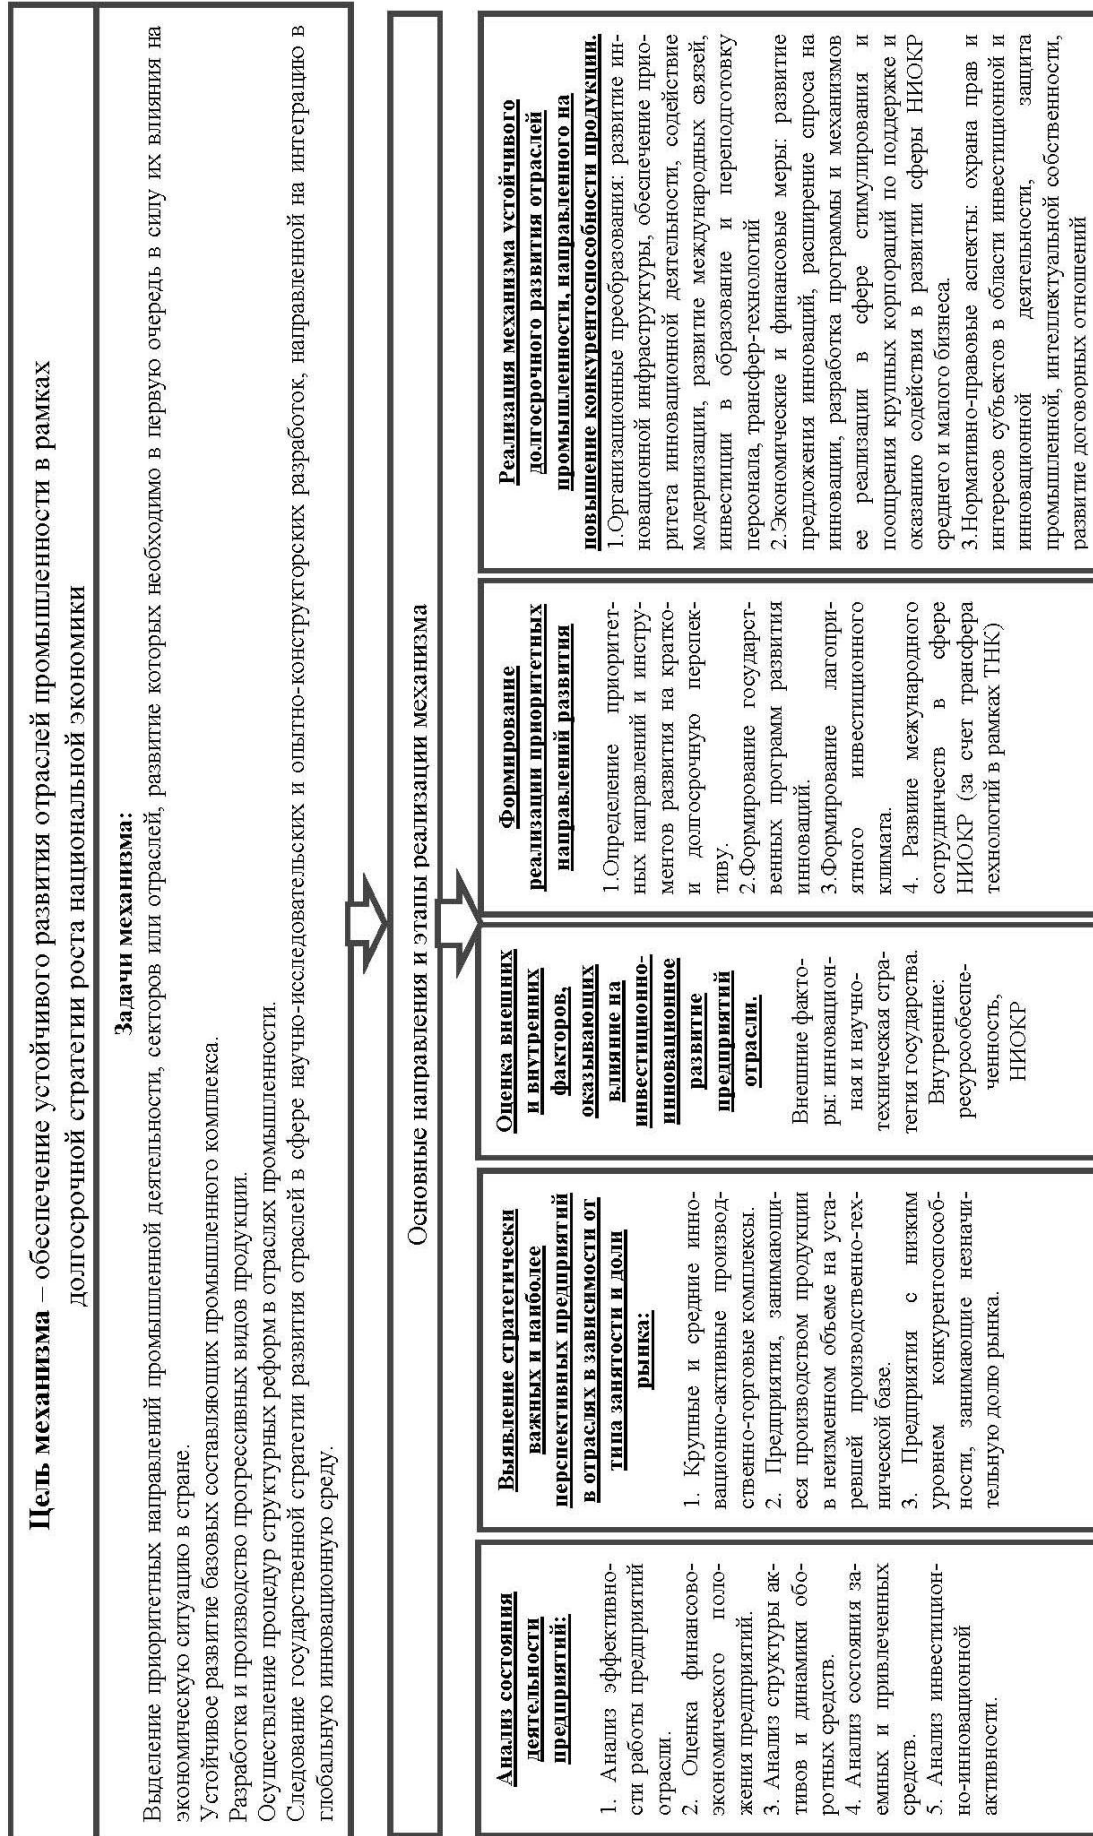 Цель механизма – обеспечение устойчивого развития отраслей промышленности в рамках
долгосрочной стратегии роста национальной экономики
Задачи механизма:
Выделение приоритетных направлений промышленной деятельности, секторов или отраслей, развитие которых необходимо в первую очередь в силу их влияния на
экономическую ситуацию в стране.
Устойчивое развитие базовых составляющих промышленного комплекса.
Разработка и производство прогрессивных видов продукции.
Осуществление процедур структурных реформ в отраслях промышленности.
Следование государственной стратегии развития отраслей в сфере научно-исследовательских и опытно-конструкторских разработок, направленной на интеграцию в
глобальную инновационную среду.
Основные направления и этапы реализации механизма
Анализ состояния
деятельности
предприятий:
1. Анализ эффективно-
сти работы предприятий
отрасли.
2. Оценка финансово-
экономического поло-
жения предприятий.
3. Анализ структуры ак-
тивов и динамики обо-
ротных средств.
4. Анализ состояния за-
емных и привлеченных
средств.
5. Анализ инвестицион-
но-инновационной
активности.
Выявление стратегически
важных и наиболее
перспективных предприятий
в отраслях в зависимости от
типа занятости и доли
рынка:
1. Крупные и средние инно-
вационно-активные производ-
ственно-торговые комплексы.
2. Предприятия, занимающи-
еся производством продукции
в неизменном объеме на уста-
ревшей производственно-тех-
нической базе.
3. Предприятия с низким
уровнем конкурентоспособ-
ности, занимающие незначи-
тельную долю рынка.
Оценка внешних
и внутренних
факторов,
оказывающих
влияние на
инвестиционно-
инновационное
развитие
предприятий
отрасли.
Внешние факто-
ры: инновацион-
ная и научно-
техническая стра-
тегия государства.
Внутренние:
ресурсообеспе-
ченность,
НИОКР
Формирование
реализации приоритетных
направлений развития
1.Определение приоритет-
ных направлений и инстру-
ментов развития на кратко-
и долгосрочную перспек-
тиву.
2.Формирование государст-
венных программ развития
инноваций.
3.Формирование лагопри-
ятного инвестиционного
климата.
4. Развиие межународного
сотрудничеств в сфере
НИОКР (за счет трансфера
технологий в рамках ТНК)
Реализация механизма устойчивого
долгосрочного развития отраслей
промышленности, направленного на
повышение конкурентоспособности продукции.
1.Организационные преобразования: развитие ин-
новационной инфраструктуры, обеспечение прио-
ритета инновационной деятельности, содействие
модернизации, развитие международных связей,
инвестиции в образование и переподготовку
персонала, трансфер-технологий
2.Экономические и финансовые меры: развитие
предложения инноваций, расширение спроса на
инновации, разработка программы и механизмов
ее реализации в сфере стимулирования и
поощрения крупных корпораций по поддержке и
оказанию содействия в развитии сферы НИОКР
среднего и малого бизнеса.
3.Нормативно-правовые аспекты: охрана прав и
интересов субъектов в области инвестиционной и
инновационной деятельности, защита
промышленной, интеллектуальной собственности,
развитие договорных отношений